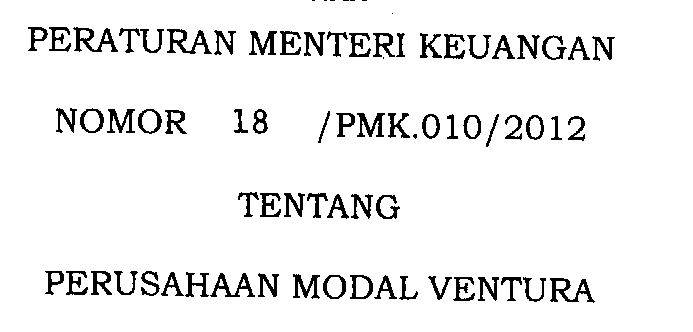 PERATURAN MENTERI KEUANGAN
NOMOR 18 /PMK.010/2012
TENTANG
PERUSAHAAN MODAL VENTURA